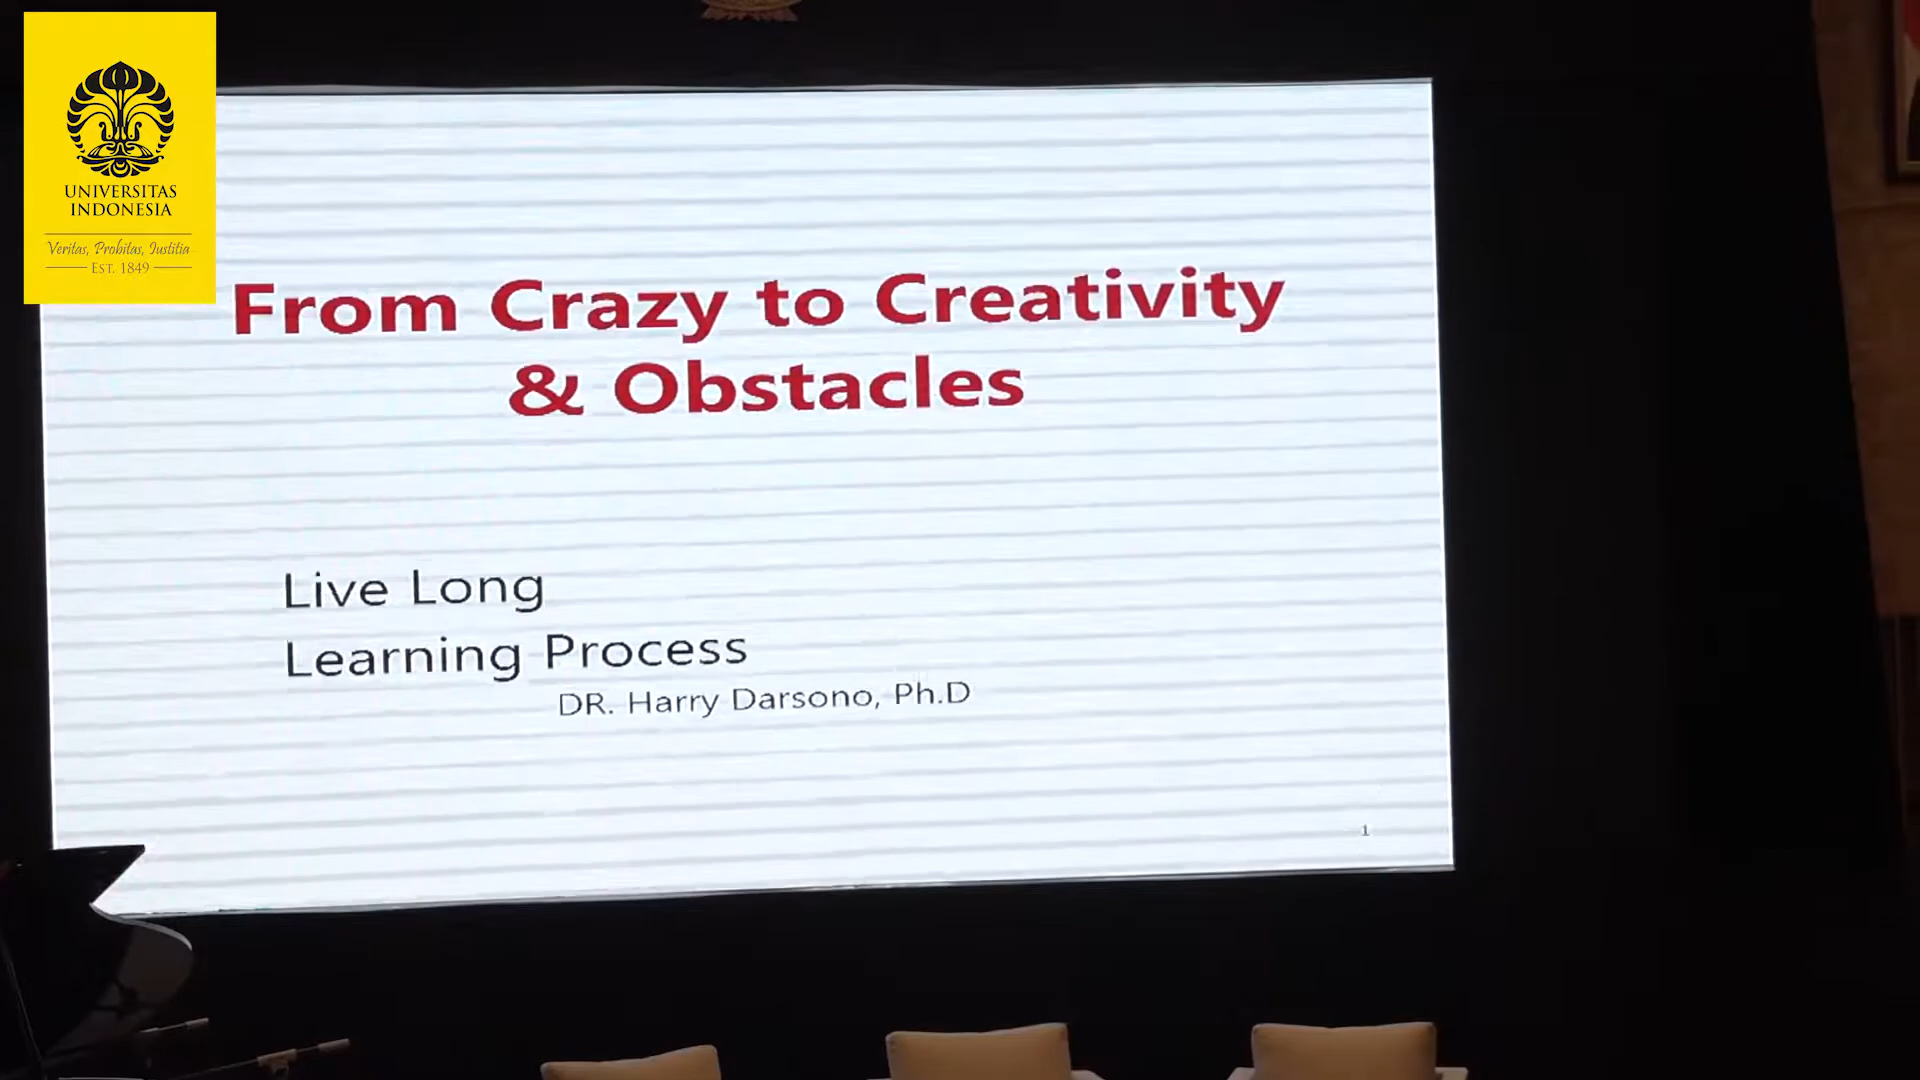 UNIVERSITAS
INDONESIA
Veritas, Probitas, Iustitia
EST. 1849
From Crazy to Creativity
& Obstacles
Live Long
Learning Process
DR. Harry Darsono, Ph.D
1